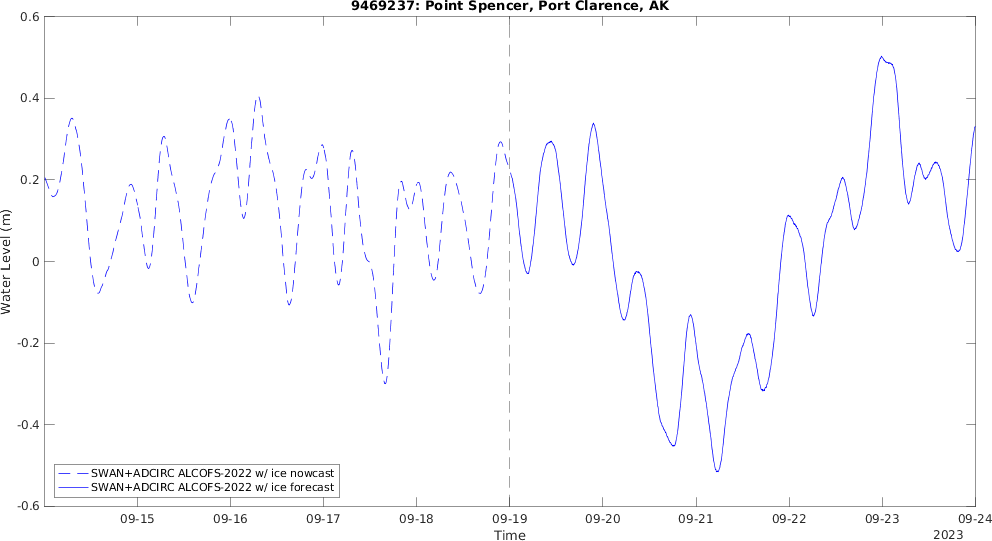 9469237: Point Spencer, Port Clarence, AK
0.6
0.4
0.2
0
-0.2
-0.4
-0.6
Water Level (m)
SWAN+ADCIRC ALCOFS-2022 w/ ice nowcast
SWAN+ADCIRC ALCOFS-2022 w/ ice forecast
09-15 09-16 09-17 09-18 09-19 09-20 09-21 09-22 09-23 09-24
Time
2023